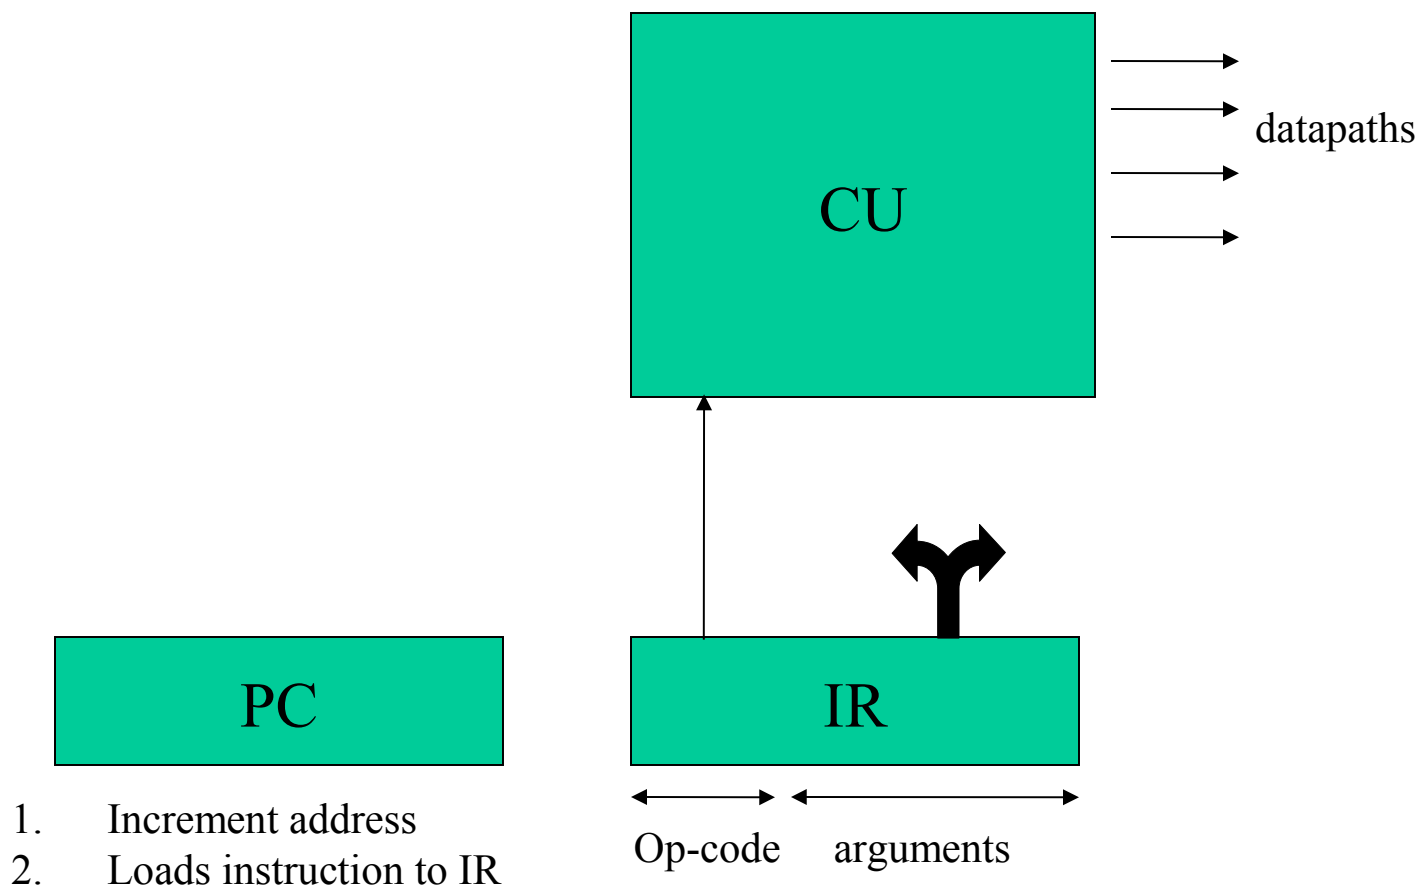 CU
datapaths
PC
IR
1. Increment address
2. Loads instruction to IR
Op-code
arguments